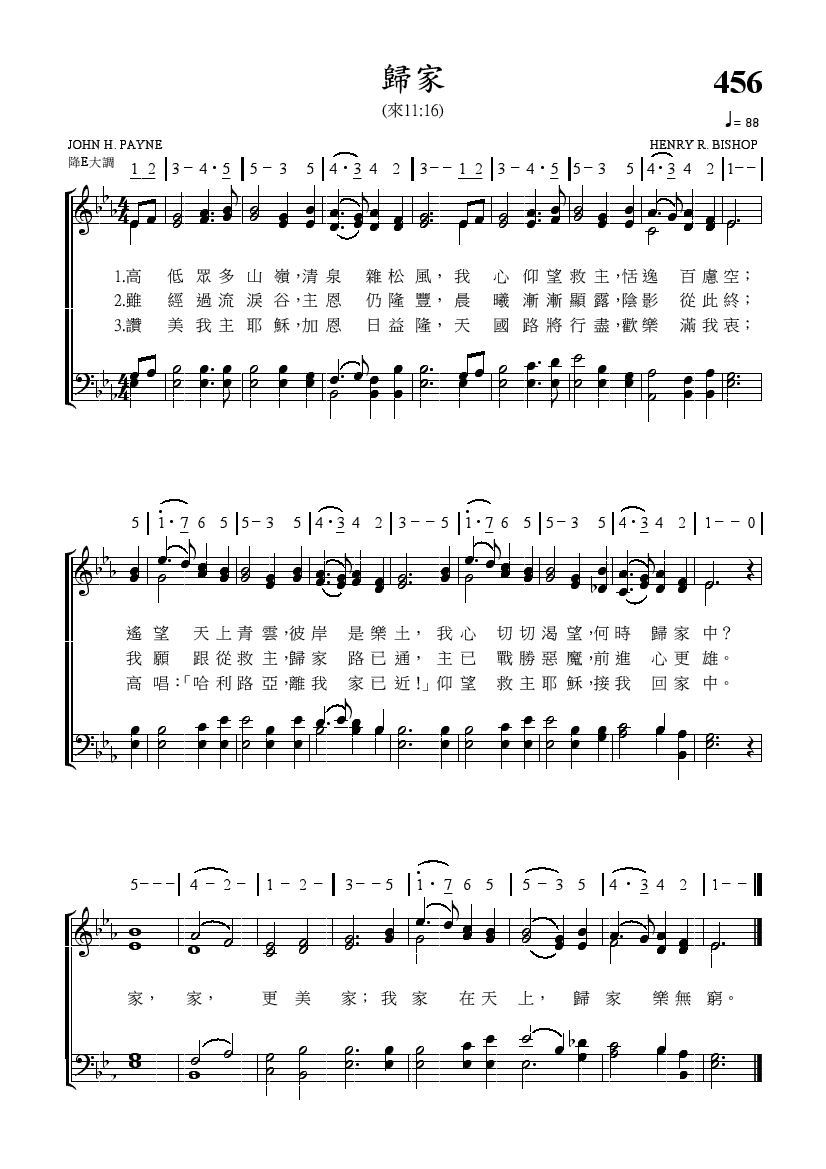 歸家
456
(來11:16)
♩= 88
JOHN H. PAYNE
HENRY R. BISHOP
降E大調
1 2 | 3 - 4 · 5 | 5 - 3 5 | 4 · 3 4 2 | 3 - - 1 2 | 3 - 4 · 5 | 5 - 3 5 | 4 · 3 4 2 | 1 - - |
1.高 低 眾 多 山 嶺,清 泉 雜 松 風, 我 心 仰 望 救 主,恬 逸 百 慮 空;
2.雖 經 過 流 淚 谷,主 恩 仍 隆 豐, 晨 曦 漸 漸 顯 露,陰 影 從 此 終;
3.讚 美 我 主 耶 穌,加 恩 日 益 隆, 天 國 路 將 行 盡,歡 樂 滿 我 衷;
5 | 1 · 7 6 5 | 5 - 3 5 | 4 · 3 4 2 | 3 - - 5 | 1 · 7 6 5 | 5 - 3 5 | 4 · 3 4 2 | 1 - - 0 |
遙 望 天 上 青 雲,彼 岸 是 樂 土, 我 心 切 切 渴 望,何 時 歸 家 中?
我 願 跟 從 救 主,歸 家 路 已 通, 主 已 戰 勝 惡 魔,前 進 心 更 雄。
高 唱:「哈 利 路 亞,離 我 家 已 近!」仰 望 救 主 耶 穌,接 我 回 家 中。
5 - - - | 4 - 2 - | 1 - 2 - | 3 - - 5 | 1 · 7 6 5 | 5 - 3 5 | 4 · 3 4 2 | 1 - - ‖
家, 家, 更 美 家; 我 家 在 天 上, 歸 家 樂 無 窮。